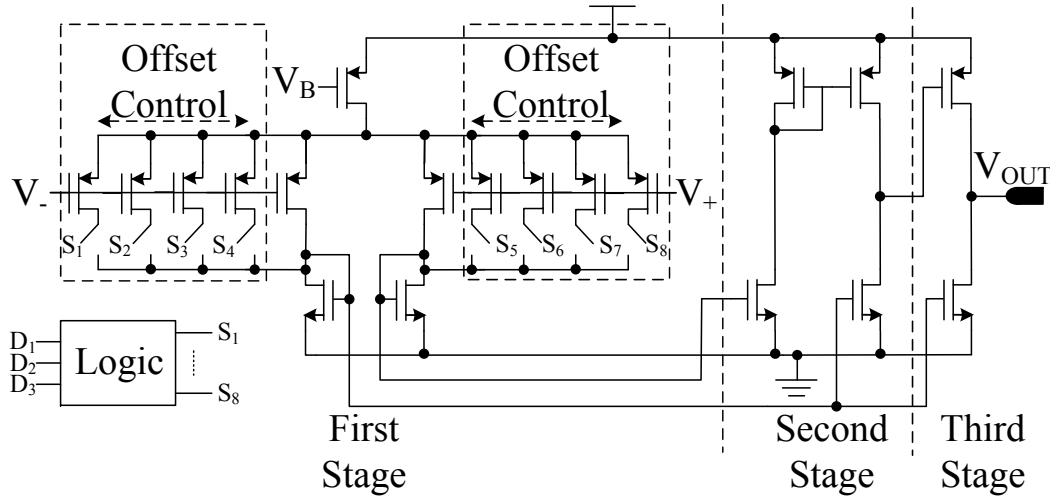 Offset
Control
Offset
Control
V_B
V_-
V_+
V_OUT
S_1
S_2
S_3
S_4
S_5
S_6
S_7
S_8
D_1
D_2
D_3
Logic
S_1
S_8
First
Stage
Second
Stage
Third
Stage